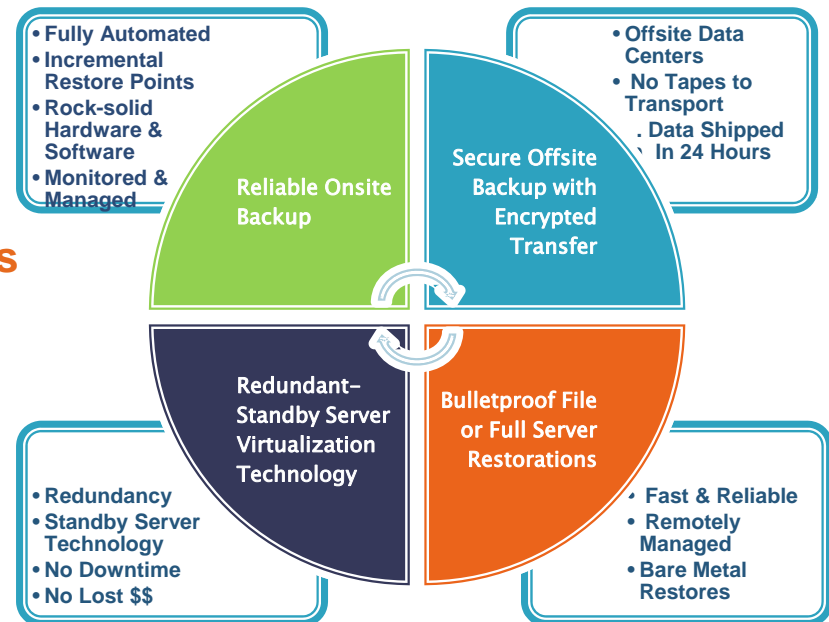 • Fully Automated
• Incremental
Restore Points
• Rock-solid
Hardware &
Software
• Monitored &
Managed
• Offsite Data
Centers
• No Tapes to
Transport
. Data Shipped
In 24 Hours
Reliable Onsite
Backup
Secure Offsite
Backup with
Encrypted
Transfer
s
Redundant-
Standby Server
Virtualization
Technology
Bulletproof File
or Full Server
Restorations
• Redundancy
• Standby Server
Technology
• No Downtime
• No Lost $$
• Fast & Reliable
• Remotely
Managed
• Bare Metal
Restores